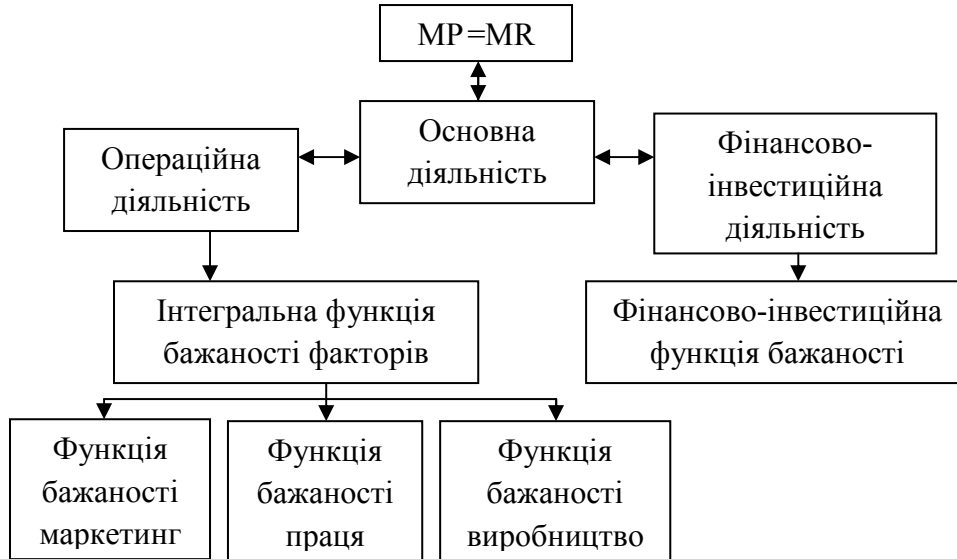 MP=MR
Основна
діяльність
Операційна
діяльність
Фінансово-
інвестиційна
діяльність
Інтегральна функція
бажаності факторів
Фінансово-інвестиційна
функція бажаності
Функція
бажаності
маркетинг
Функція
бажаності
праця
Функція
бажаності
виробництво